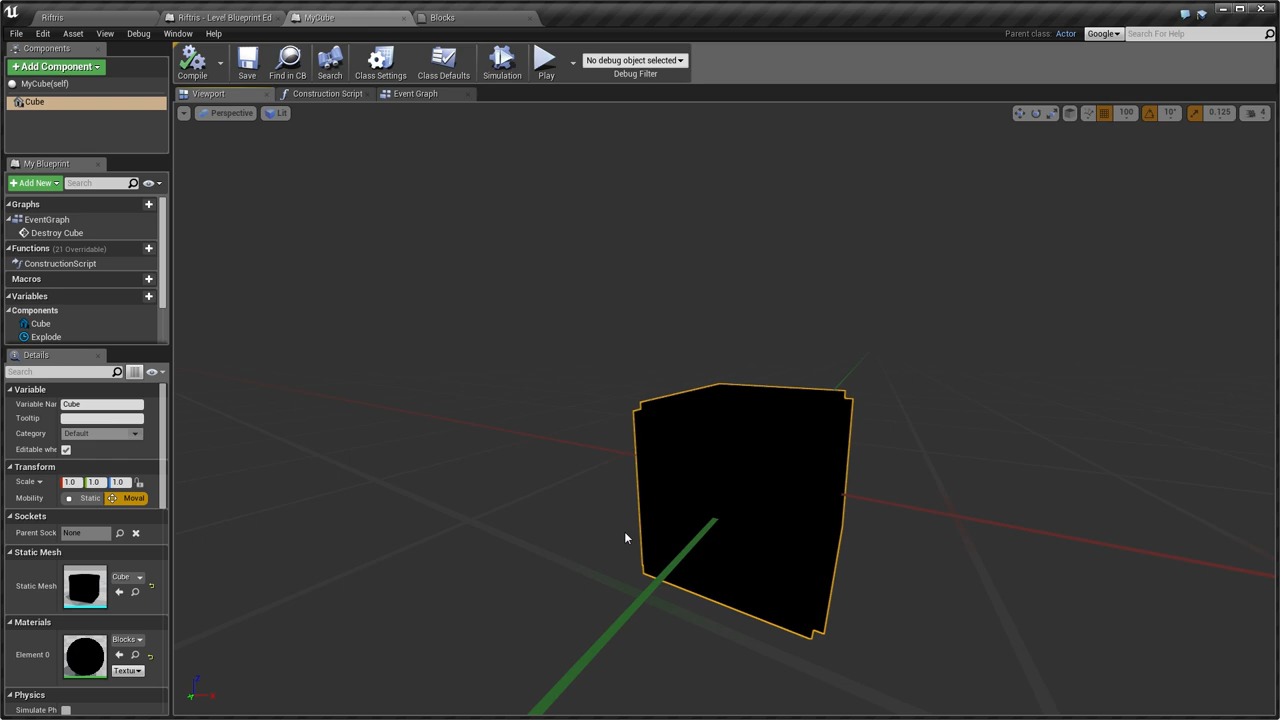 Riftris
Riftris - Level Blueprint Ed
MyCube
Blocks
File Edit Asset View Debug Window Help
Parent class: Actor
Google
Search For Help
Components
+Add Component
MyCube(self)
Cube
Compile
Save
Find in CB
Search
Class Settings
Class Defaults
Simulation
Play
No debug object selected
Debug Filter
Viewport
Construction Script
Event Graph
Perspective
Lit
100
10°
0.125
4
My Blueprint
+Add New
Search
Graphs
EventGraph
Destroy Cube
Functions (21 Overridable)
ConstructionScript
Macros
Variables
Components
Cube
Explode
Details
Search
Variable
Variable Nar Cube
Tooltip
Category Default
Editable whe
Transform
Scale 1.0 1.0 1.0
Mobility Static Moval
Sockets
Parent Sock None
Static Mesh
Static Mesh Cube
Materials
Element 0 Blocks
Textur
Physics
Simulate Ph
Z